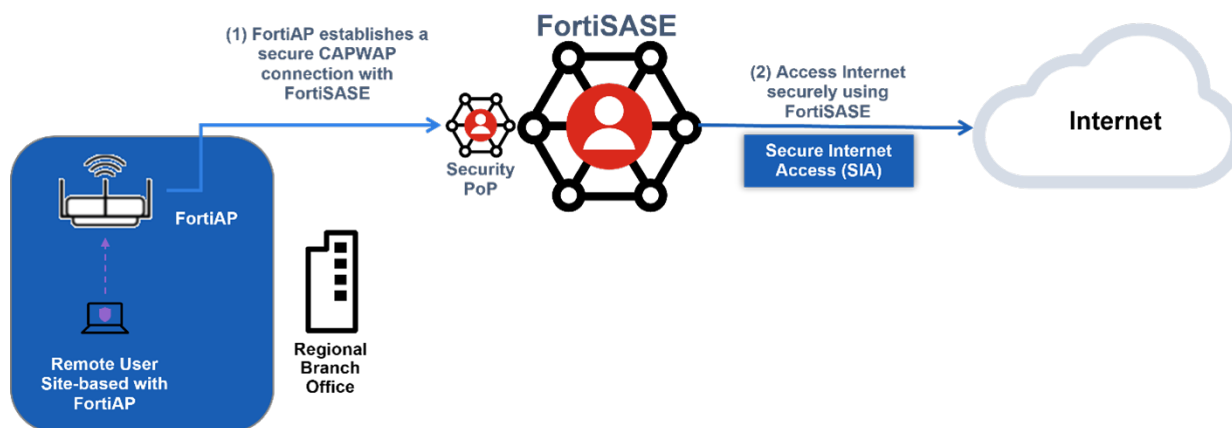 (1) FortiAP establishes a
secure CAPWAP
connection with
FortiSASE
FortiSASE
(2) Access Internet
securely using
FortiSASE
Internet
Secure Internet
Access (SIA)
Security
PoP
FortiAP
Remote User
Site-based with
FortiAP
Regional
Branch
Office